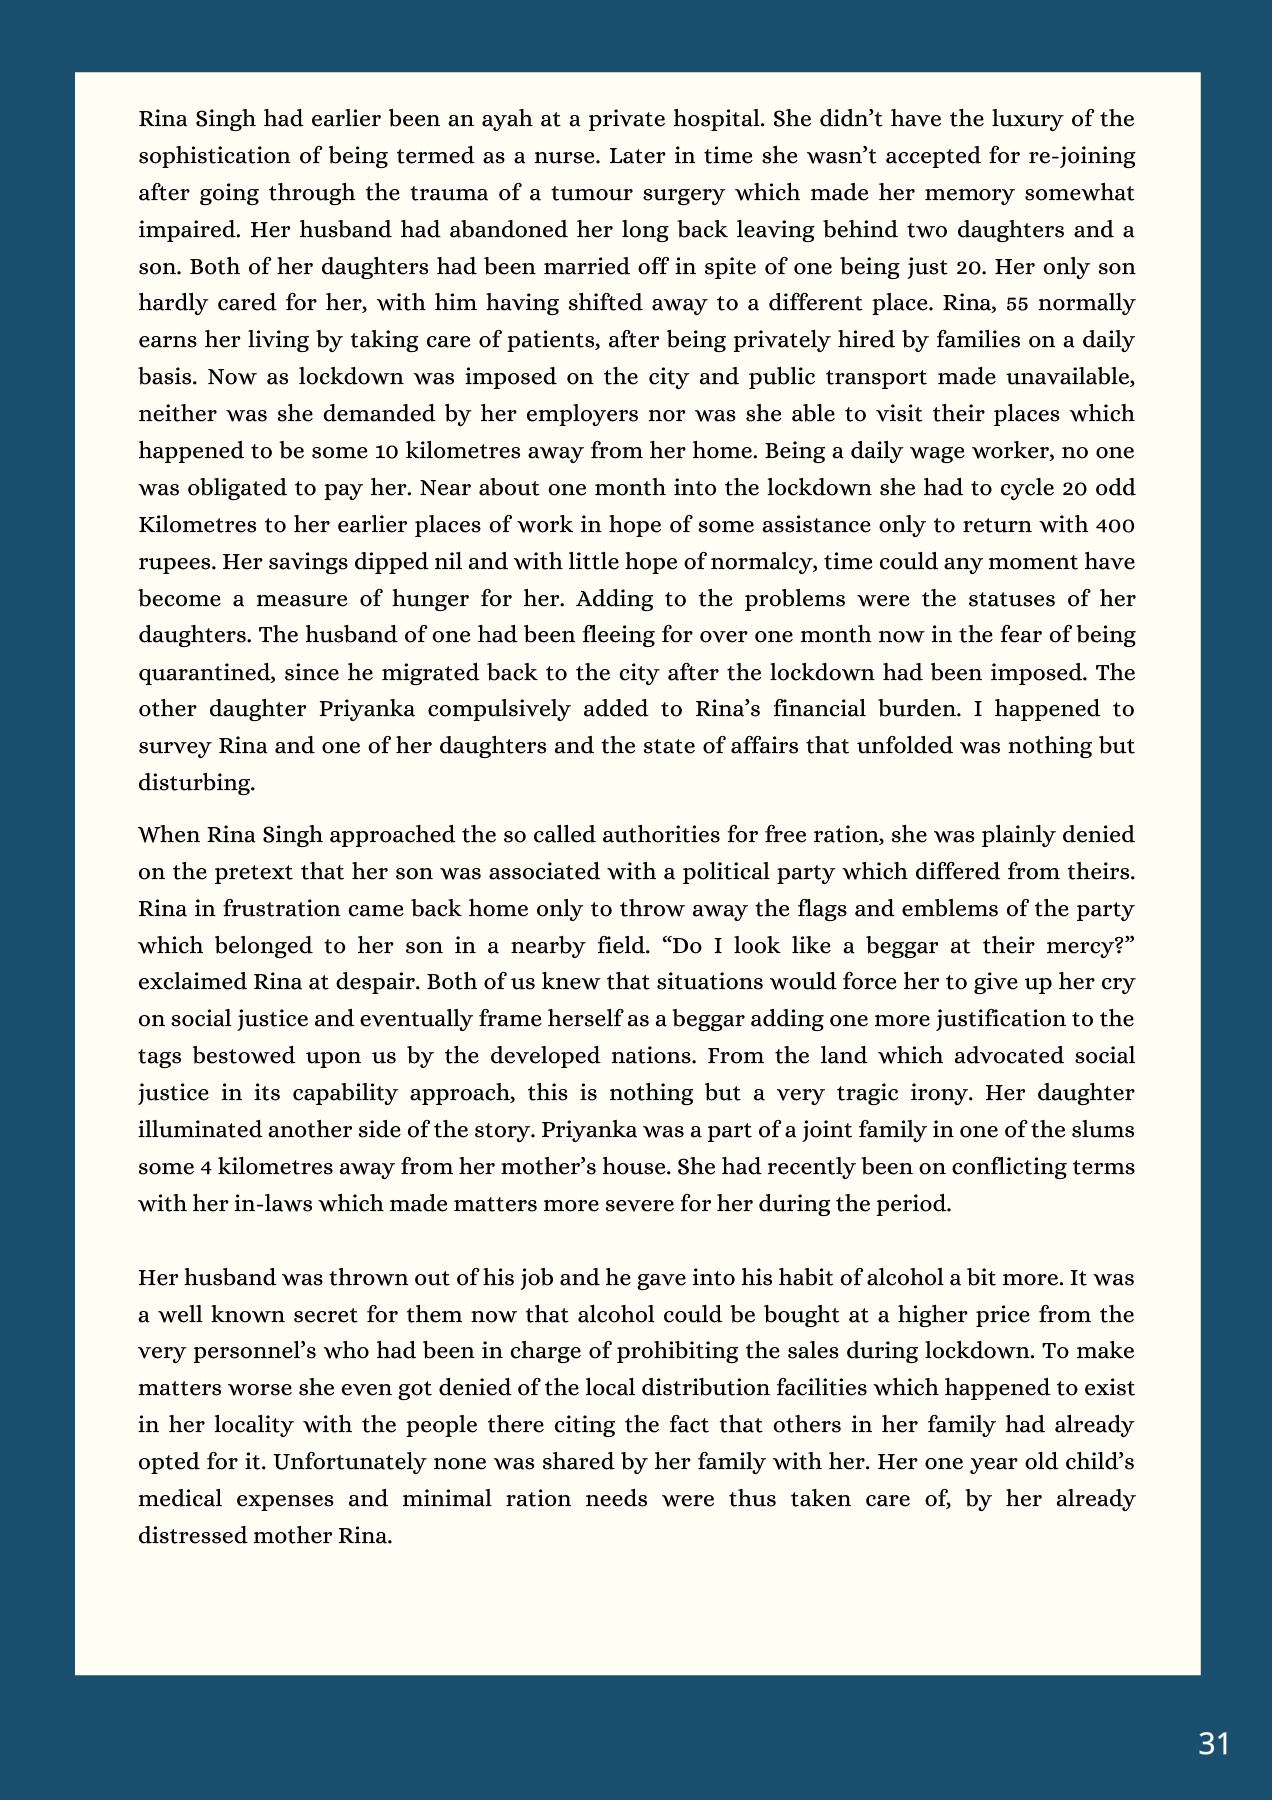 Rina Singh had earlier been an ayah at a private hospital. She didn’t have the luxury of the
sophistication of being termed as a nurse. Later in time she wasn’t accepted for re-joining
after going through the trauma of a tumour surgery which made her memory somewhat
impaired. Her husband had abandoned her long back leaving behind two daughters and a
son. Both of her daughters had been married off in spite of one being just 20. Her only son
hardly cared for her, with him having shifted away to a different place. Rina, 55 normally
earns her living by taking care of patients, after being privately hired by families on a daily
basis. Now as lockdown was imposed on the city and public transport made unavailable,
neither was she demanded by her employers nor was she able to visit their places which
happened to be some 10 kilometres away from her home. Being a daily wage worker, no one
was obligated to pay her. Near about one month into the lockdown she had to cycle 20 odd
Kilometres to her earlier places of work in hope of some assistance only to return with 400
rupees. Her savings dipped nil and with little hope of normalcy, time could any moment have
become a measure of hunger for her. Adding to the problems were the statuses of her
daughters. The husband of one had been fleeing for over one month now in the fear of being
quarantined, since he migrated back to the city after the lockdown had been imposed. The
other daughter Priyanka compulsively added to Rina’s financial burden. I happened to
survey Rina and one of her daughters and the state of affairs that unfolded was nothing but
disturbing.
When Rina Singh approached the so called authorities for free ration, she was plainly denied
on the pretext that her son was associated with a political party which differed from theirs.
Rina in frustration came back home only to throw away the flags and emblems of the party
which belonged to her son in a nearby field. “Do I look like a beggar at their mercy?”
exclaimed Rina at despair. Both of us knew that situations would force her to give up her cry
on social justice and eventually frame herself as a beggar adding one more justification to the
tags bestowed upon us by the developed nations. From the land which advocated social
justice in its capability approach, this is nothing but a very tragic irony. Her daughter
illuminated another side of the story. Priyanka was a part of a joint family in one of the slums
some 4 kilometres away from her mother’s house. She had recently been on conflicting terms
with her in-laws which made matters more severe for her during the period.
Her husband was thrown out of his job and he gave into his habit of alcohol a bit more. It was
a well known secret for them now that alcohol could be bought at a higher price from the
very personnel’s who had been in charge of prohibiting the sales during lockdown. To make
matters worse she even got denied of the local distribution facilities which happened to exist
in her locality with the people there citing the fact that others in her family had already
opted for it. Unfortunately none was shared by her family with her. Her one year old child’s
medical expenses and minimal ration needs were thus taken care of, by her already
distressed mother Rina.
31